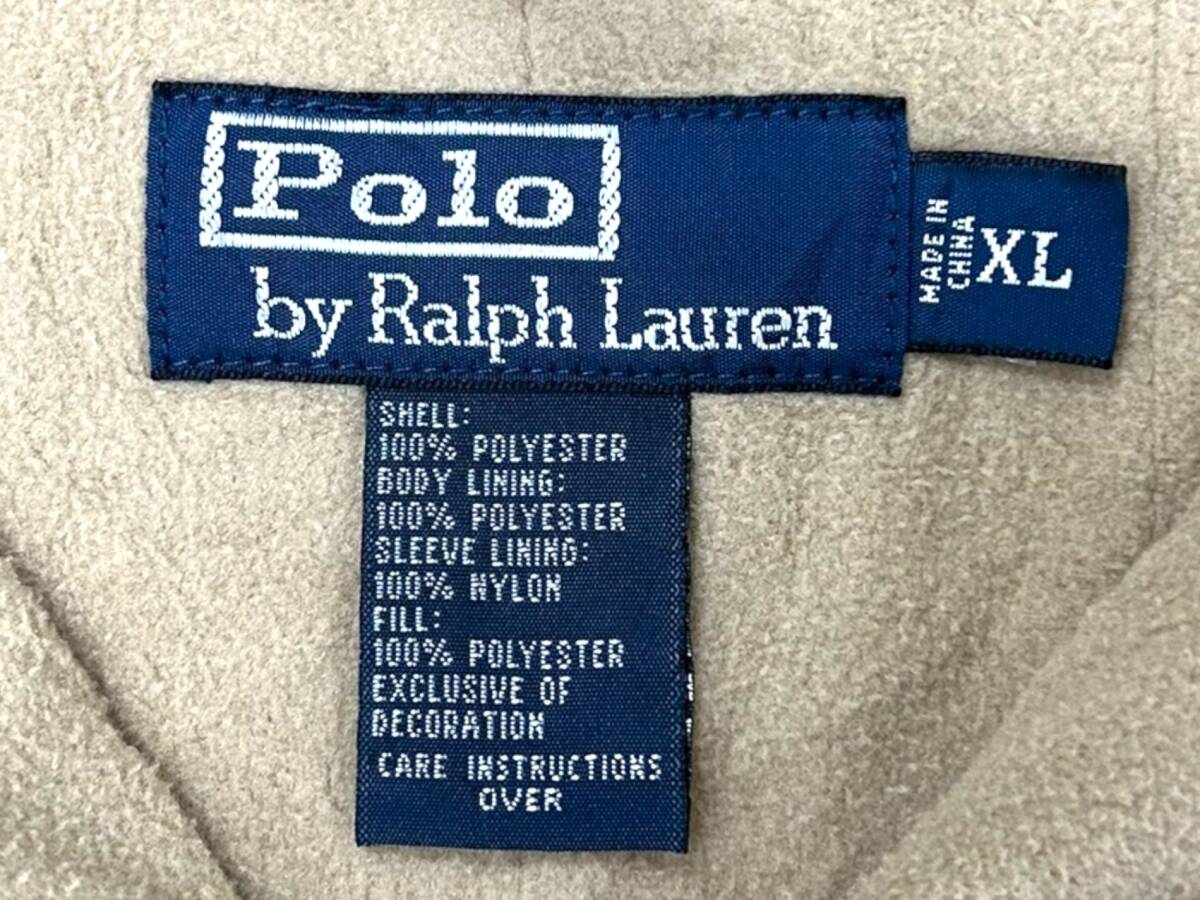 Polo
by Ralph Lauren
MADE IN
CHINA
XL
SHELL:
100% POLYESTER
BODY LINING:
100% POLYESTER
SLEEVE LINING:
100% NYLON
FILL:
100% POLYESTER
EXCLUSIVE OF
DECORATION
CARE INSTRUCTIONS
OVER